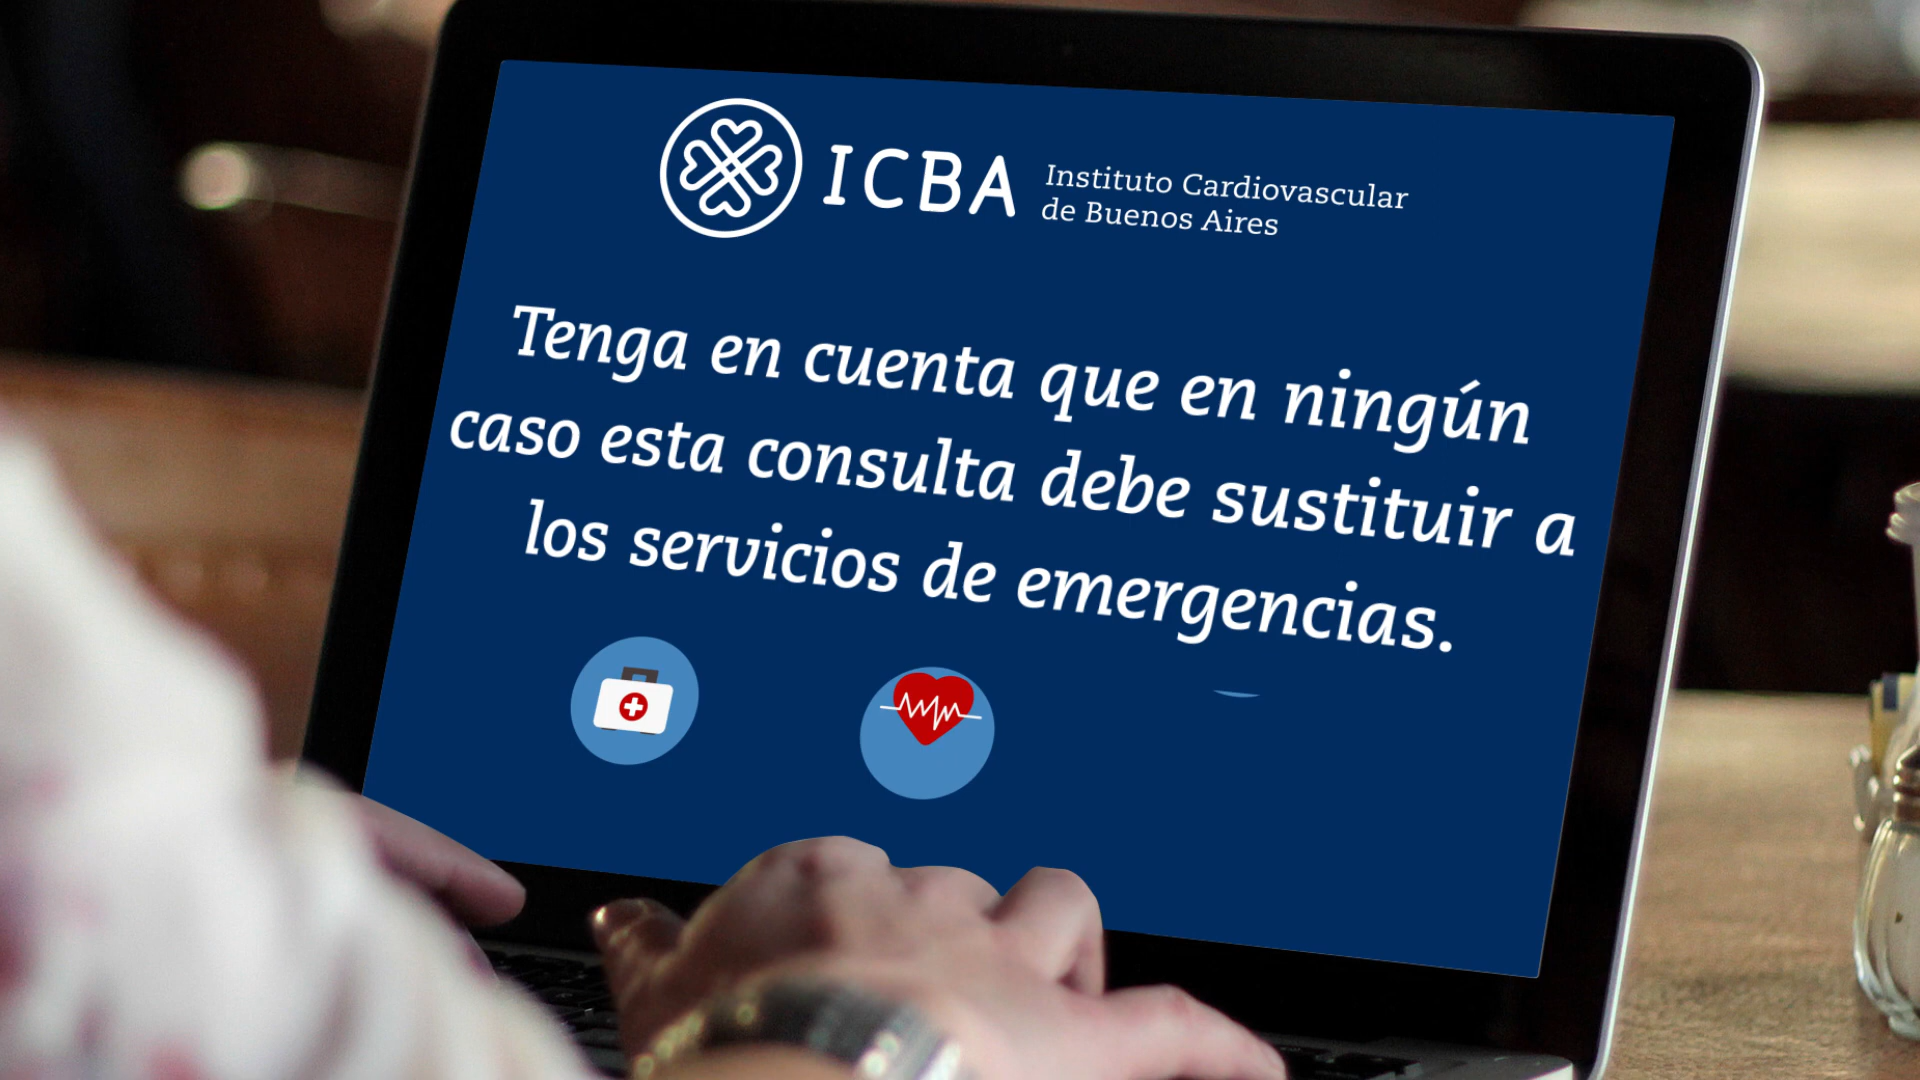 ICBA
Instituto Cardiovascular
de Buenos Aires
Tenga en cuenta que en ningún
caso esta consulta debe sustituir a
los servicios de emergencias.